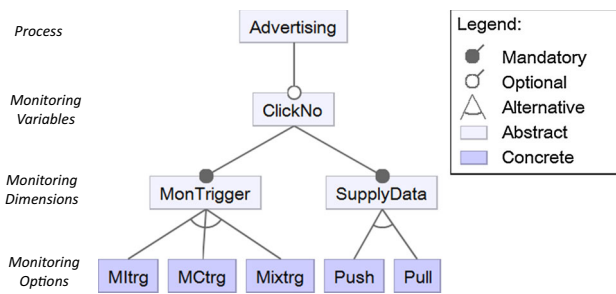 Process
Advertising
Legend:
Mandatory
Optional
Alternative
Abstract
Concrete
Monitoring
Variables
ClickNo
Monitoring
Dimensions
MonTrigger
SupplyData
Monitoring
Options
MItrg
MCtrg
Mixtrg
Push
Pull